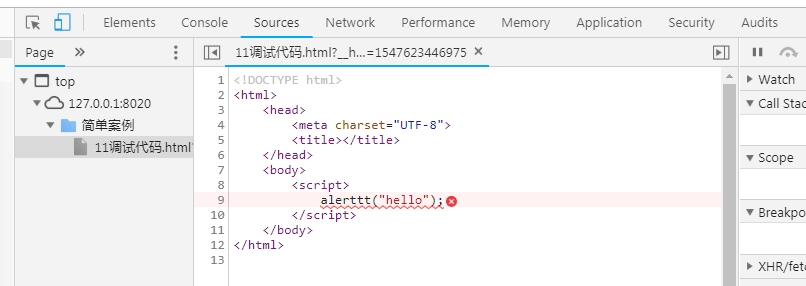 Elements Console Sources Network Performance Memory Application Security Audits
Page » 11调试代码.html?__h…=1547623446975 ×
top
127.0.0.1:8020
简单案例
11调试代码.html?
1 <!DOCTYPE html>
2 <html>
3 <head>
4 <meta charset="UTF-8">
5 <title></title>
6 </head>
7 <body>
8 <script>
9 alerttt("hello");
10 </script>
11 </body>
12 </html>
13
Watch
Call Stac
Scope
Breakpo
XHR/fetc